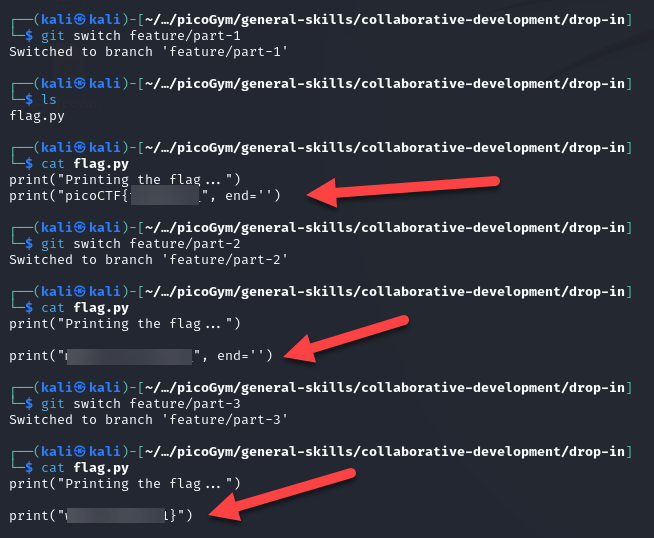 ┌──(kali㉿kali)-[~/…/picoGym/general-skills/collaborative-development/drop-in]
└─$ git switch feature/part-1
Switched to branch 'feature/part-1'
┌──(kali㉿kali)-[~/…/picoGym/general-skills/collaborative-development/drop-in]
└─$ ls
flag.py
┌──(kali㉿kali)-[~/…/picoGym/general-skills/collaborative-development/drop-in]
└─$ cat flag.py
print("Printing the flag...")
print("picoCTF{", end='')
┌──(kali㉿kali)-[~/…/picoGym/general-skills/collaborative-development/drop-in]
└─$ git switch feature/part-2
Switched to branch 'feature/part-2'
┌──(kali㉿kali)-[~/…/picoGym/general-skills/collaborative-development/drop-in]
└─$ cat flag.py
print("Printing the flag...")
print("", end='')
┌──(kali㉿kali)-[~/…/picoGym/general-skills/collaborative-development/drop-in]
└─$ git switch feature/part-3
Switched to branch 'feature/part-3'
┌──(kali㉿kali)-[~/…/picoGym/general-skills/collaborative-development/drop-in]
└─$ cat flag.py
print("Printing the flag...")
print("}")